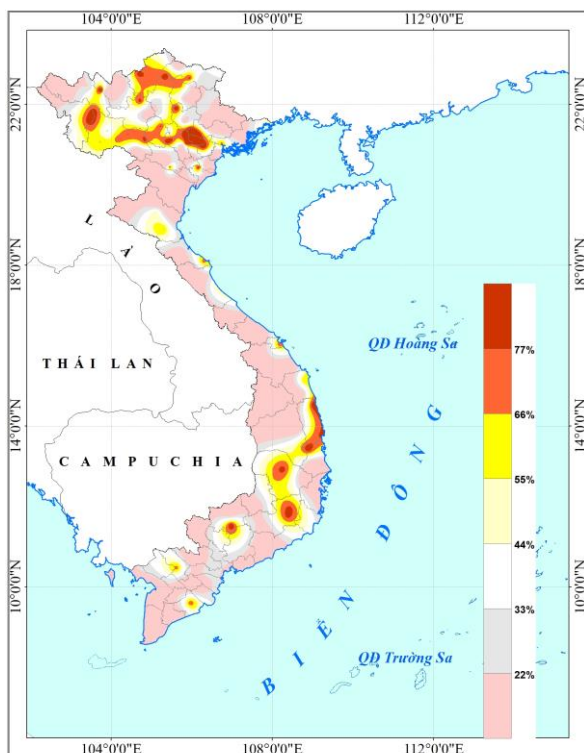 104°0'0"E 108°0'0"E 112°0'0"E
22°0'0"N 22°0'0"N
LÀO
18°0'0"N 18°0'0"N
QĐ Hoàng Sa
THÁI LAN
77%
66%
14°0'0"N 14°0'0"N
CAMPUCHIA
55%
44%
10°0'0"N 10°0'0"N
33%
BIỂN ĐÔNG
QĐ Trường Sa
22%
104°0'0"E 108°0'0"E 112°0'0"E